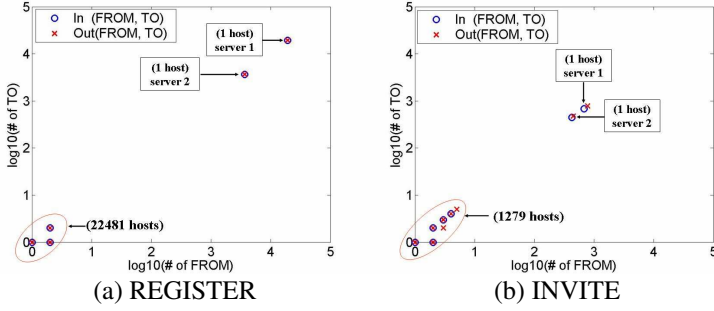 In (FROM, TO)
Out(FROM, TO)
(1 host)
server 1
(1 host)
server 2
(22481 hosts)
log10(# of TO)
5
4
3
2
1
0
0 1 2 3 4 5
log10(# of FROM)
(a) REGISTER
In (FROM, TO)
Out(FROM, TO)
(1 host)
server 1
(1 host)
server 2
(1279 hosts)
log10(# of TO)
5
4
3
2
1
0
0 1 2 3 4 5
log10(# of FROM)
(b) INVITE